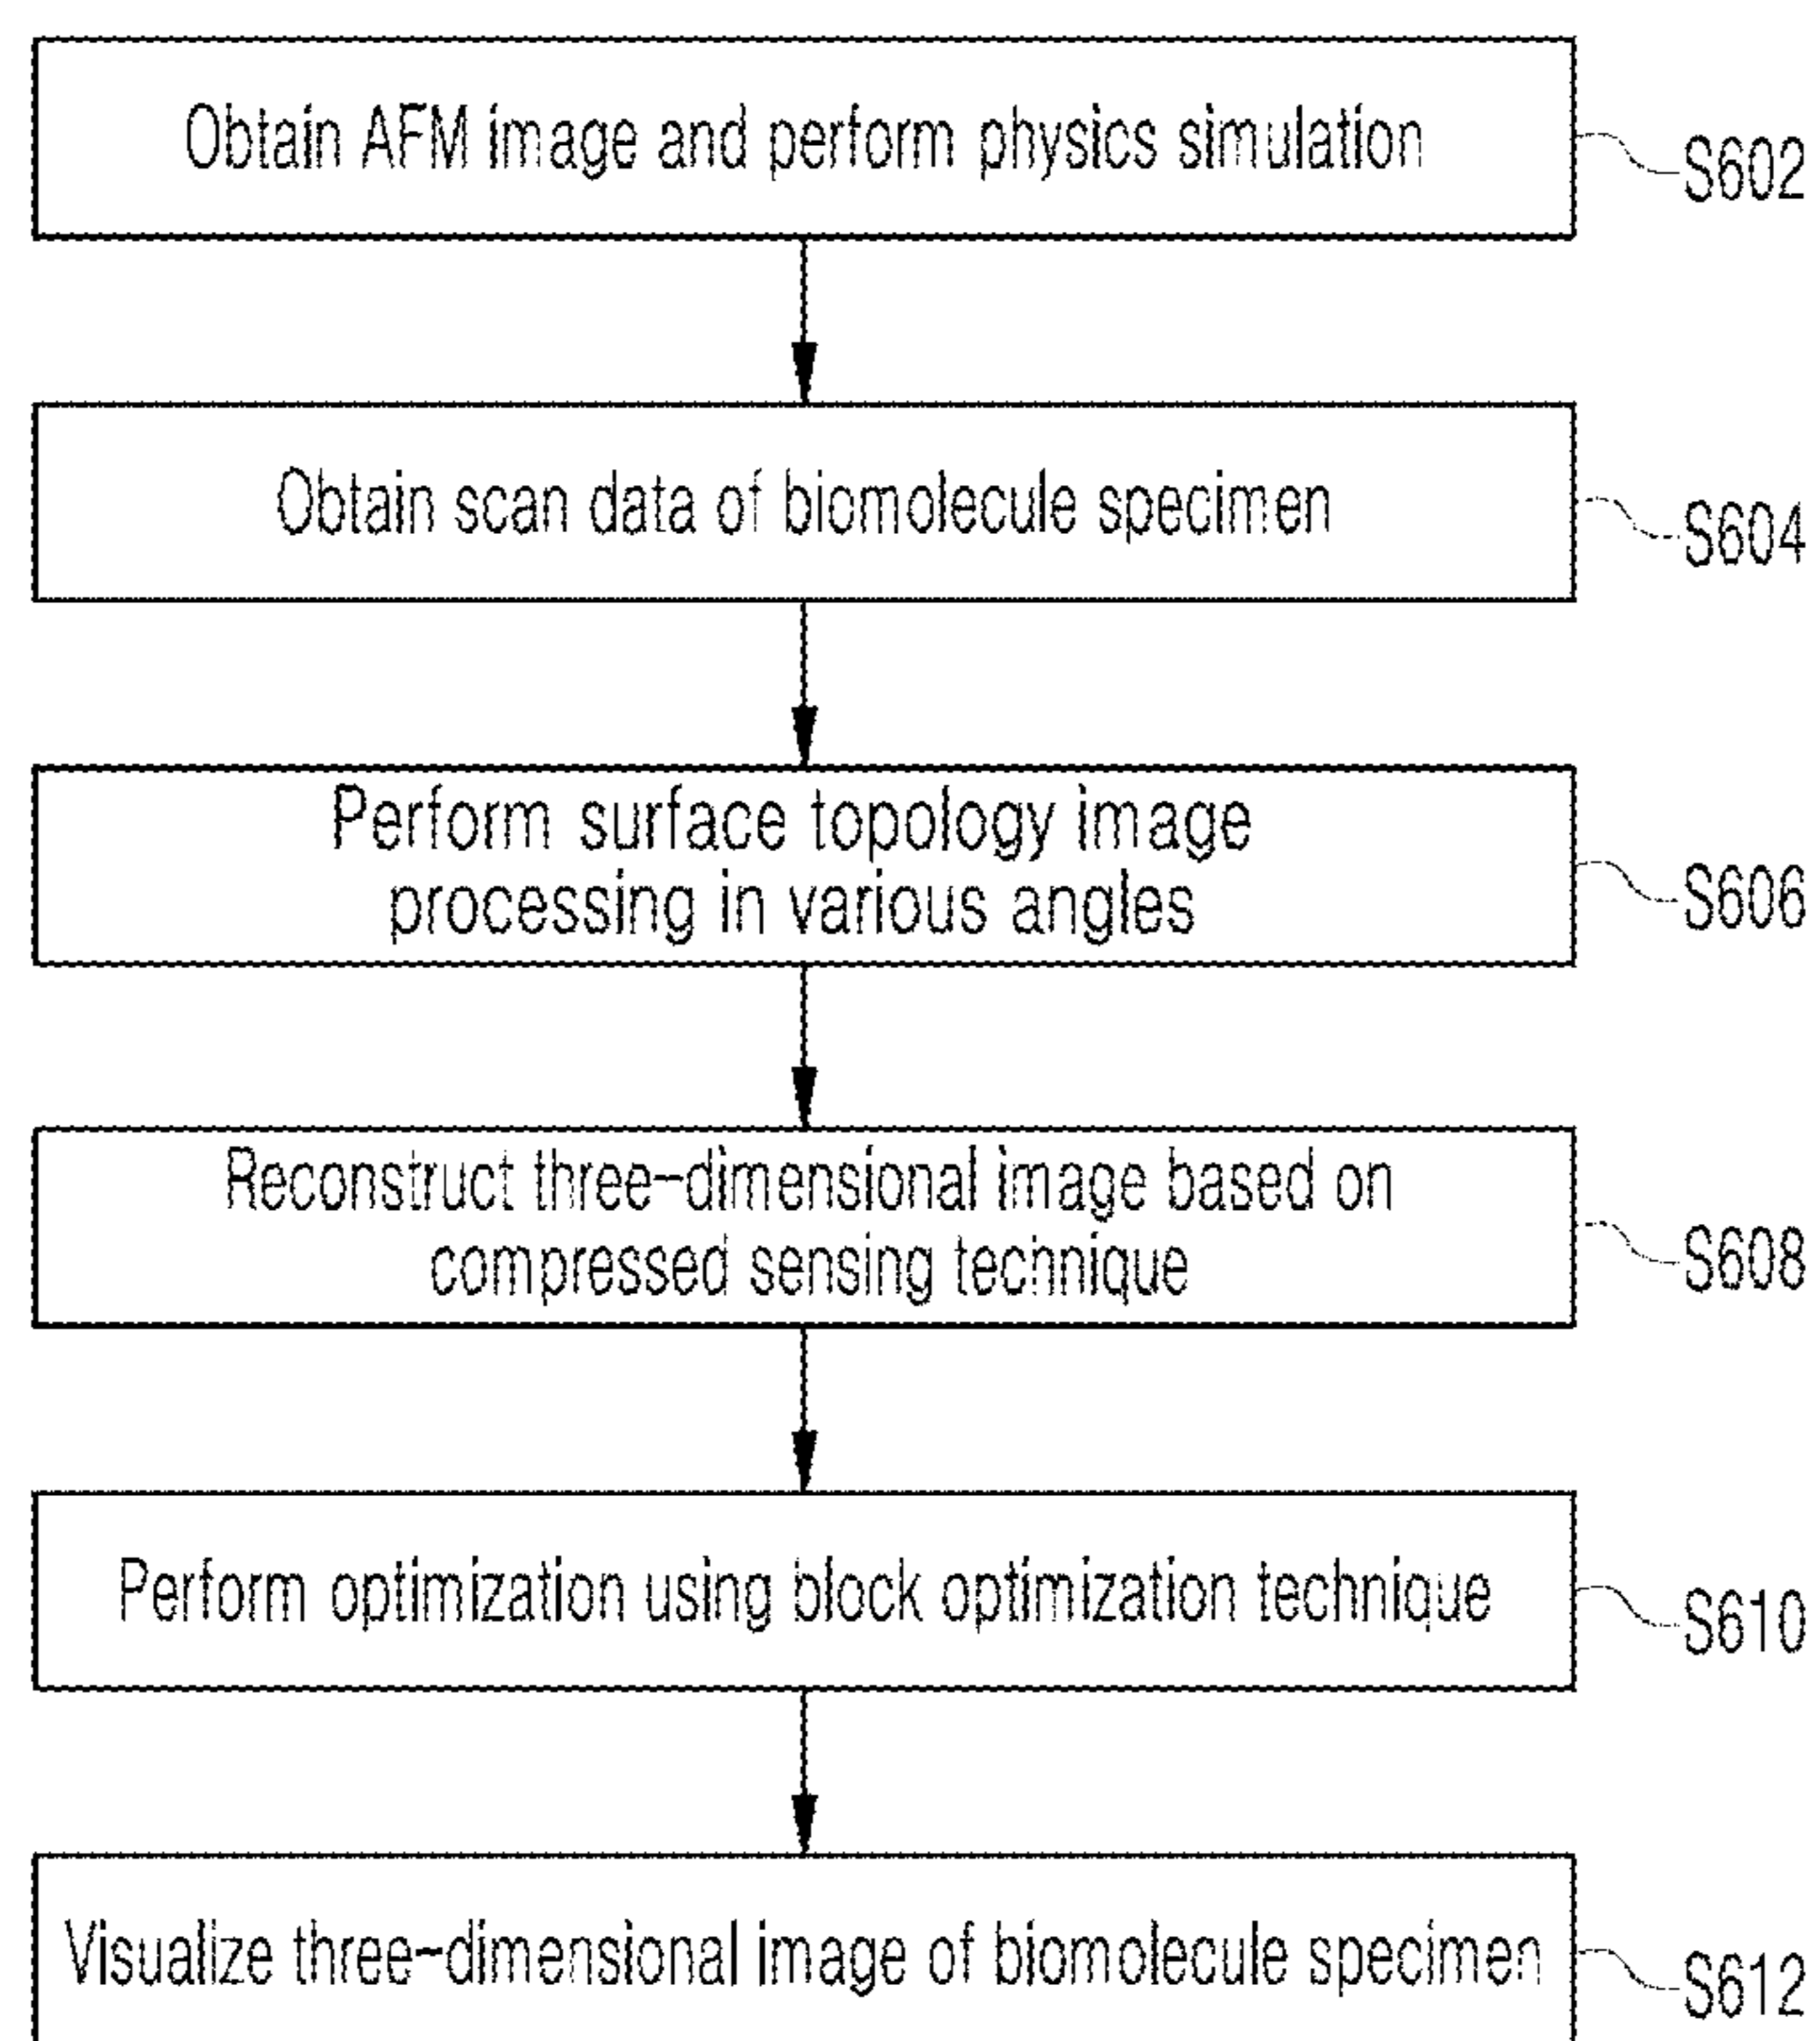 Obtain AFM image and perform physics simulation
S602
Obtain scan data of biomolecule specimen
S604
Perform surface topology image
processing in various angles
S606
Reconstruct three-dimensional image based on
compressed sensing technique
S608
Perform optimization using block optimization technique
S610
Visualize three-dimensional image of biomolecule specimen
S612